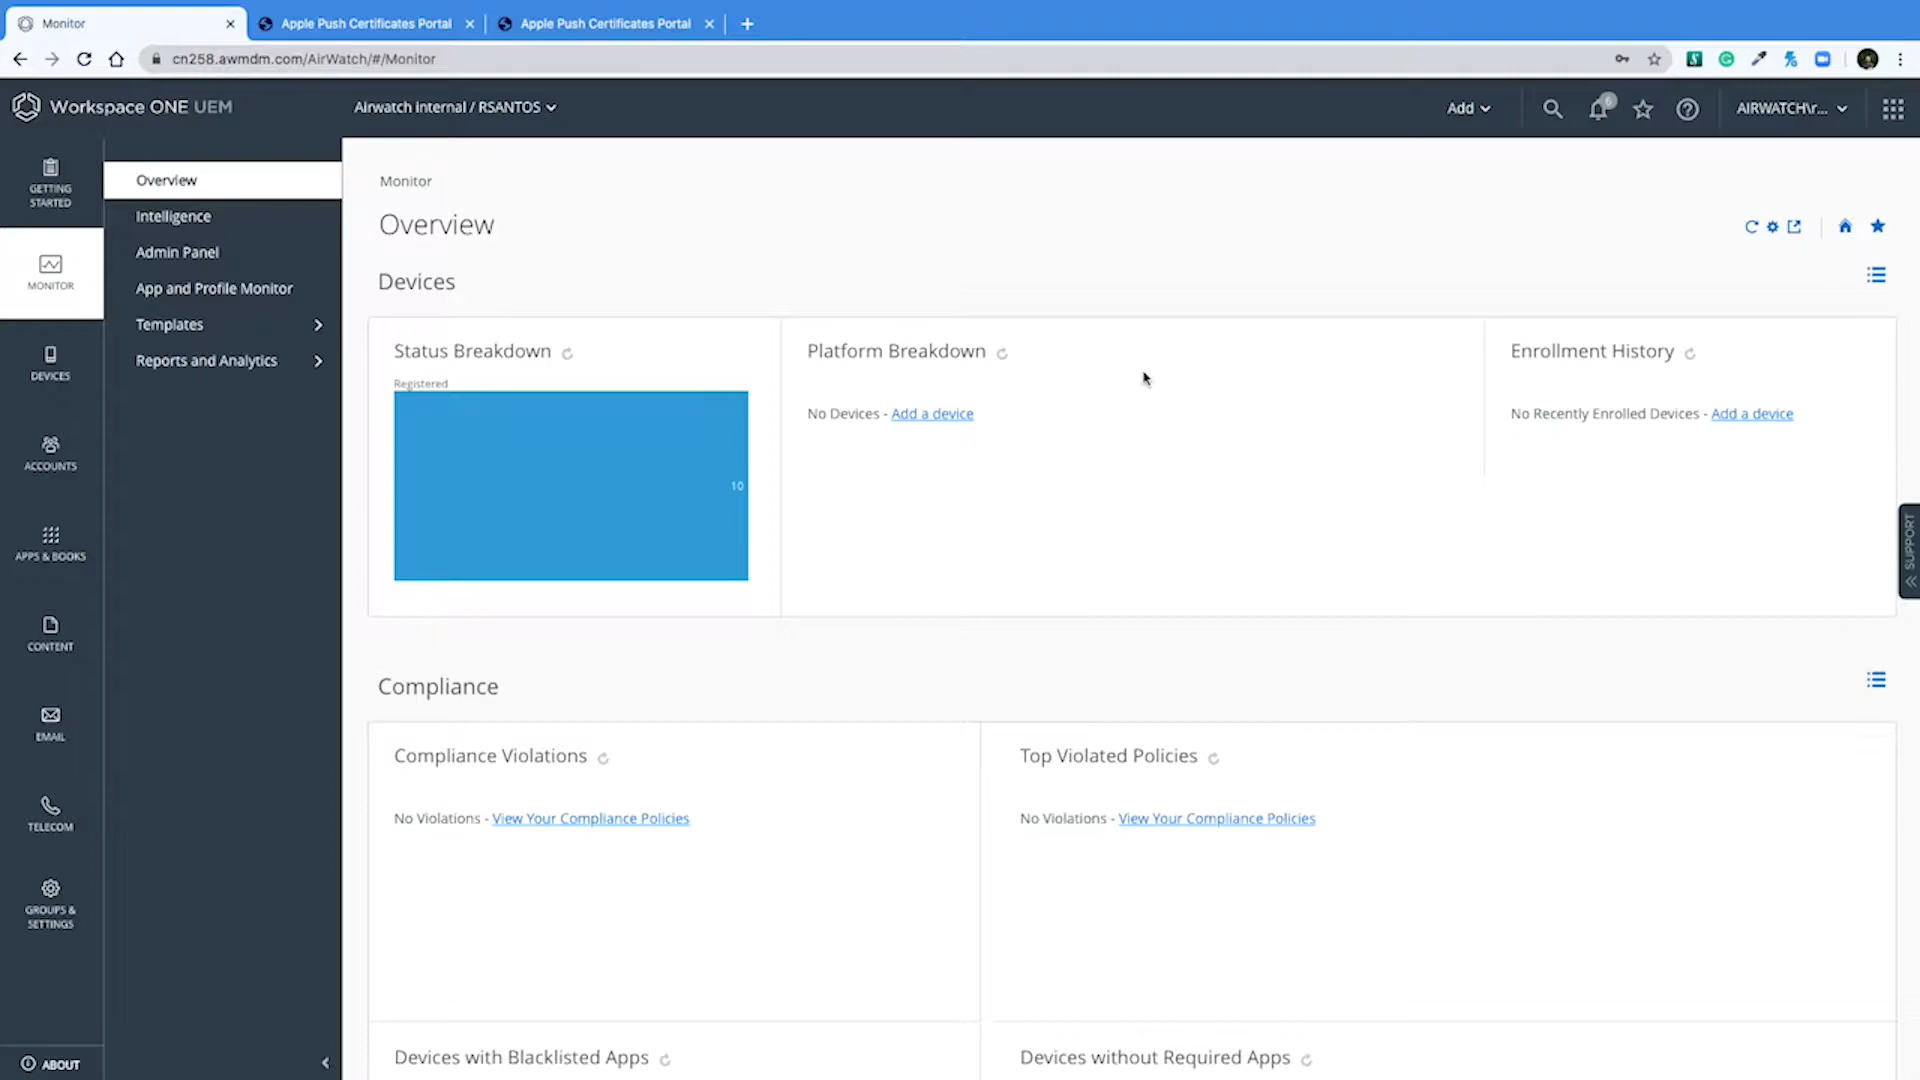 Monitor
Apple Push Certificates Portal
Apple Push Certificates Portal
cn258.awmdm.com/AirWatch/#/Monitor
Workspace ONE UEM
Airwatch Internal / RSANTOS
Add
6
AIRWATCH\r...
GETTING
STARTED
MONITOR
DEVICES
ACCOUNTS
APPS & BOOKS
CONTENT
EMAIL
TELECOM
GROUPS &
SETTINGS
ABOUT
Overview
Intelligence
Admin Panel
App and Profile Monitor
Templates
Reports and Analytics
Monitor
Overview
Devices
Status Breakdown
Registered
10
Platform Breakdown
No Devices - Add a device
Enrollment History
No Recently Enrolled Devices - Add a device
SUPPORT
Compliance
Compliance Violations
No Violations - View Your Compliance Policies
Top Violated Policies
No Violations - View Your Compliance Policies
Devices with Blacklisted Apps
Devices without Required Apps